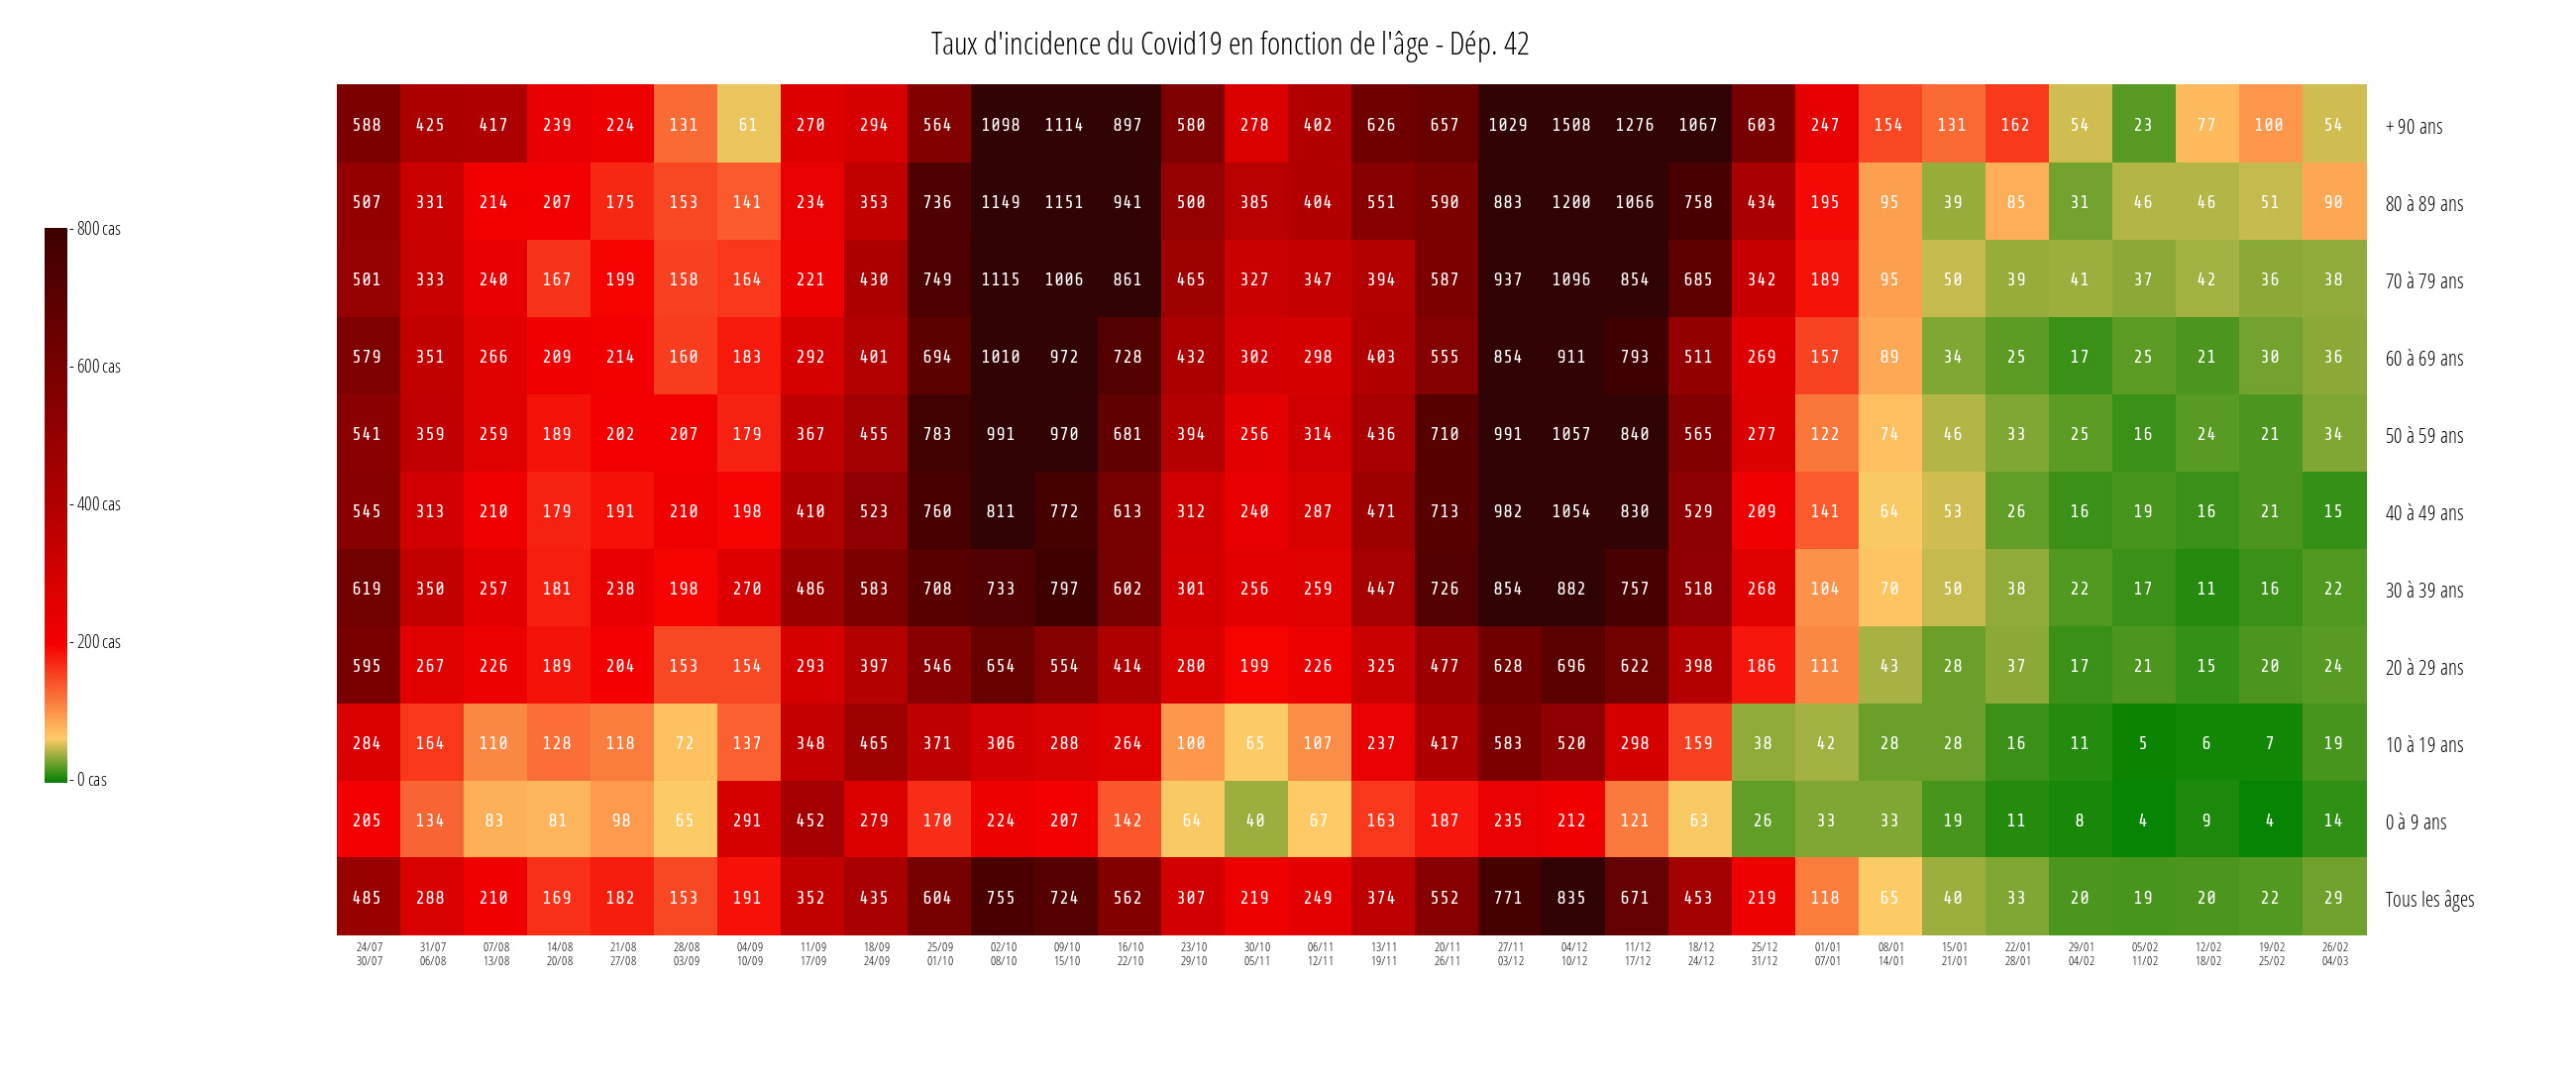 Taux d'incidence du Covid19 en fonction de l'âge - Dép. 42
588 425 417 239 224 131 61 270 294 564 1098 1114 897 580 278 402 626 657 1029 1508 1276 1067 603 247 154 131 162 54 23 77 100 54 + 90 ans
507 331 214 207 175 153 141 234 353 736 1149 1151 941 500 385 404 551 590 883 1200 1066 758 434 195 95 39 85 31 46 46 51 90 80 à 89 ans
501 333 240 167 199 158 164 221 430 749 1115 1006 861 465 327 347 394 587 937 1096 854 685 342 189 95 50 39 41 37 42 36 38 70 à 79 ans
579 351 266 209 214 160 183 292 401 694 1010 972 728 432 302 298 403 555 854 911 793 511 269 157 89 34 25 17 25 21 30 36 60 à 69 ans
541 359 259 189 202 207 179 367 455 783 991 970 681 394 256 314 436 710 991 1057 840 565 277 122 74 46 33 25 16 24 21 34 50 à 59 ans
545 313 210 179 191 210 198 410 523 760 811 772 613 312 240 287 471 713 982 1054 830 529 209 141 64 53 26 16 19 16 21 15 40 à 49 ans
619 350 257 181 238 198 270 486 583 708 733 797 602 301 256 259 447 726 854 882 757 518 268 104 70 50 38 22 17 11 16 22 30 à 39 ans
595 267 226 189 204 153 154 293 397 546 654 554 414 280 199 226 325 477 628 696 622 398 186 111 43 28 37 17 21 15 20 24 20 à 29 ans
284 164 110 128 118 72 137 348 465 371 306 288 264 100 65 107 237 417 583 520 298 159 38 42 28 28 16 11 5 6 7 19 10 à 19 ans
205 134 83 81 98 65 291 452 279 170 224 207 142 64 40 67 163 187 235 212 121 63 26 33 33 19 11 8 4 9 4 14 0 à 9 ans
485 288 210 169 182 153 191 352 435 604 755 724 562 307 219 249 374 552 771 835 671 453 219 118 65 40 33 20 19 20 22 29 Tous les âges
24/07 31/07 07/08 14/08 21/08 28/08 04/09 11/09 18/09 25/09 02/10 09/10 16/10 23/10 30/10 06/11 13/11 20/11 27/11 04/12 11/12 18/12 25/12 01/01 08/01 15/01 22/01 29/01 05/02 12/02 19/02 26/02
30/07 06/08 13/08 20/08 27/08 03/09 10/09 17/09 24/09 01/10 08/10 15/10 22/10 29/10 05/11 12/11 19/11 26/11 03/12 10/12 17/12 24/12 31/12 07/01 14/01 21/01 28/01 04/02 11/02 18/02 25/02 04/03
- 800 cas
- 600 cas
- 400 cas
- 200 cas
- 0 cas